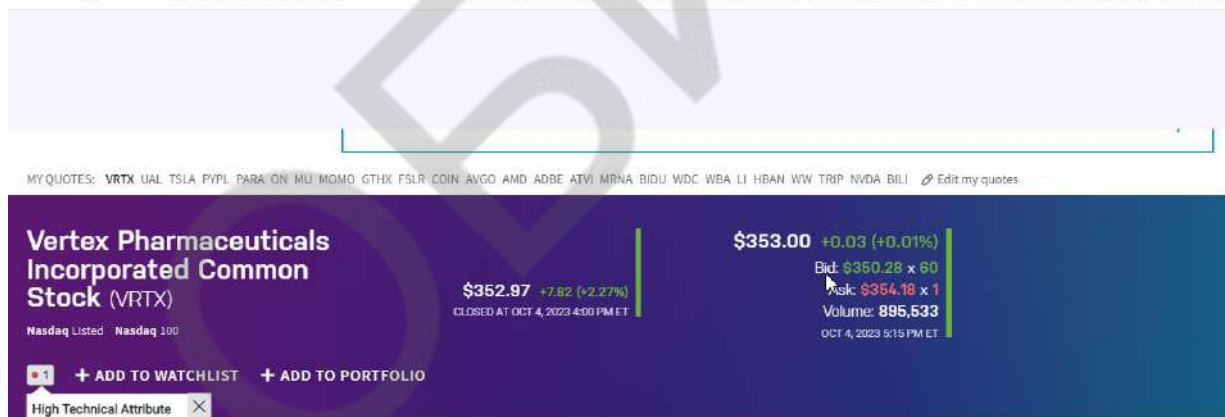 MY QUOTES: VRTX UAL TSLA PYPL PARA ON MU MOMO GTHX FSLR COIN AVGO AMD ADBE ATVI MRNA BIDU WDC WBA LI HBAN WW TRIP NVDA BILI Edit my quotes
Vertex Pharmaceuticals
Incorporated Common
Stock (VRTX)
Nasdaq Listed Nasdaq 100
$352.97 +7.82 (+2.27%)
CLOSED AT OCT 4, 2023 4:00 PM ET
$353.00 +0.03 (+0.01%)
Bid: $350.28 x 60
Ask: $354.18 x 1
Volume: 895,533
OCT 4, 2023 5:15 PM ET
1 + ADD TO WATCHLIST + ADD TO PORTFOLIO
High Technical Attribute X